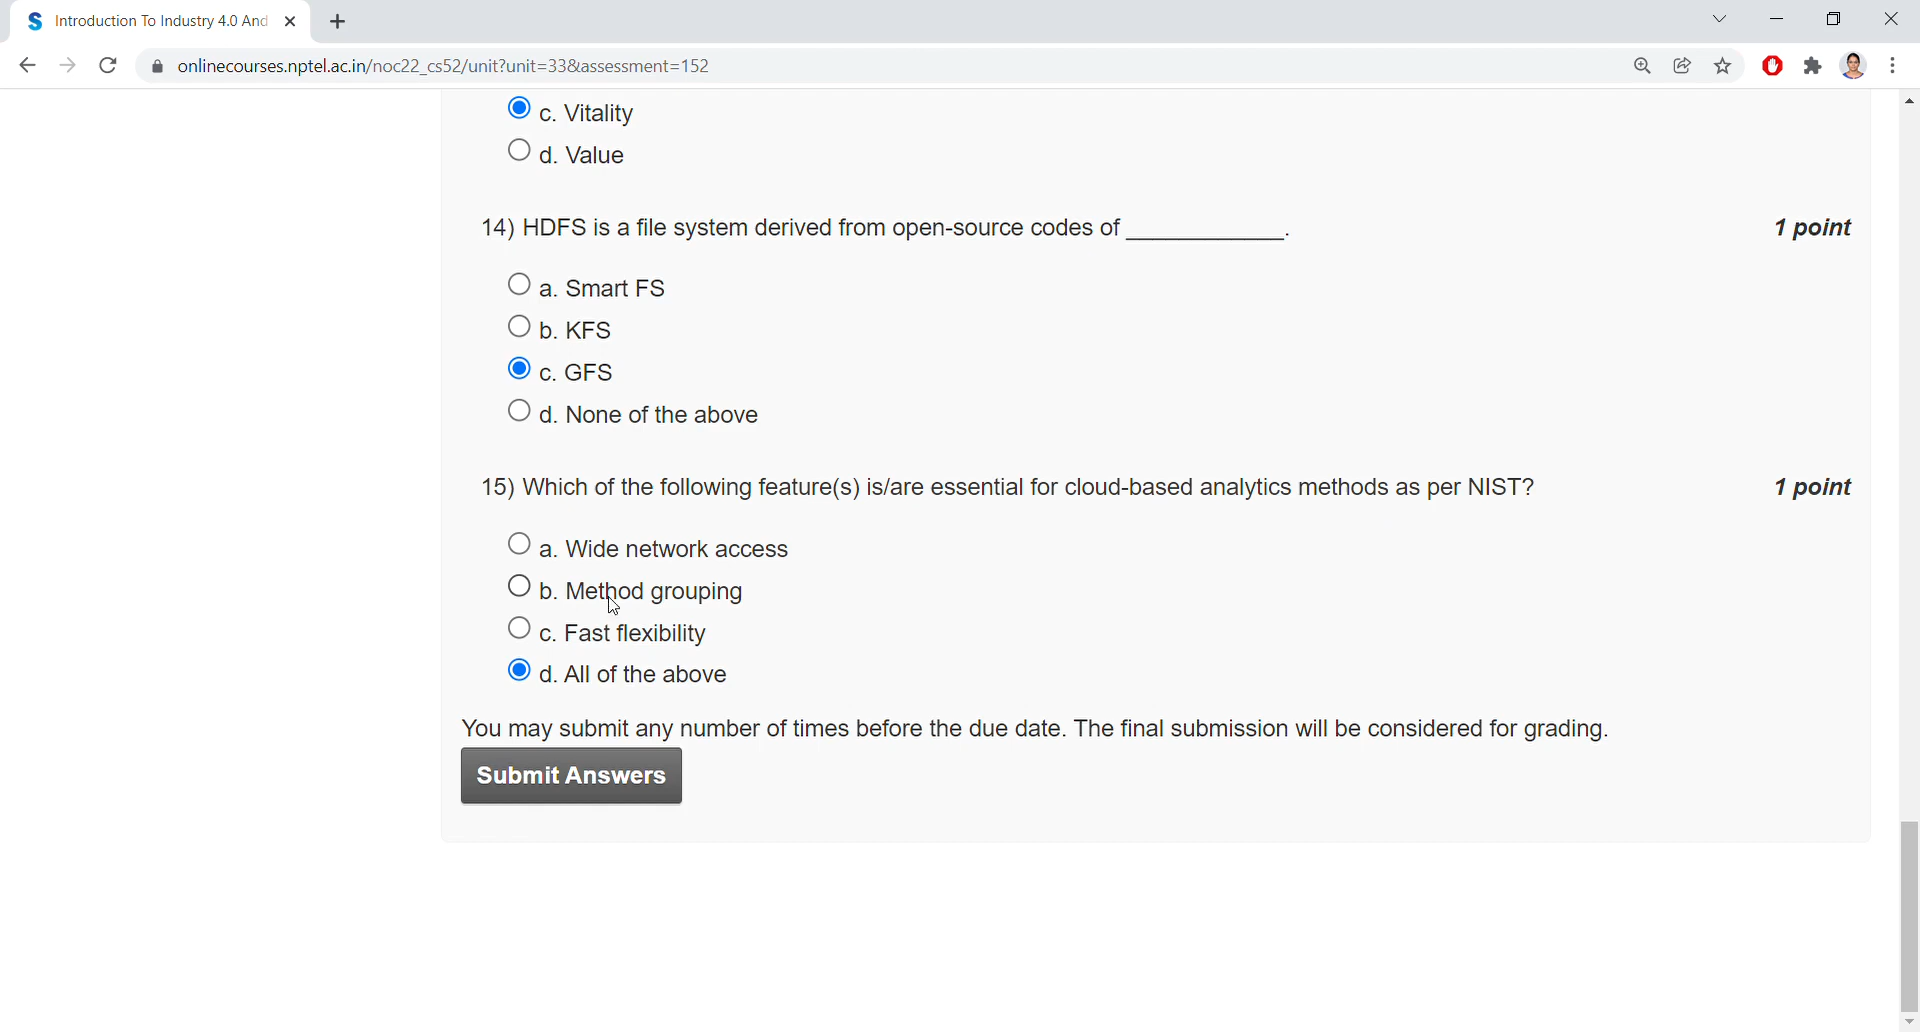 Introduction To Industry 4.0 And
onlinecourses.nptel.ac.in/noc22_cs52/unit?unit=33&assessment=152
c. Vitality
d. Value
14) HDFS is a file system derived from open-source codes of ____________. 1 point
a. Smart FS
b. KFS
c. GFS
d. None of the above
15) Which of the following feature(s) is/are essential for cloud-based analytics methods as per NIST? 1 point
a. Wide network access
b. Method grouping
c. Fast flexibility
d. All of the above
You may submit any number of times before the due date. The final submission will be considered for grading.
Submit Answers